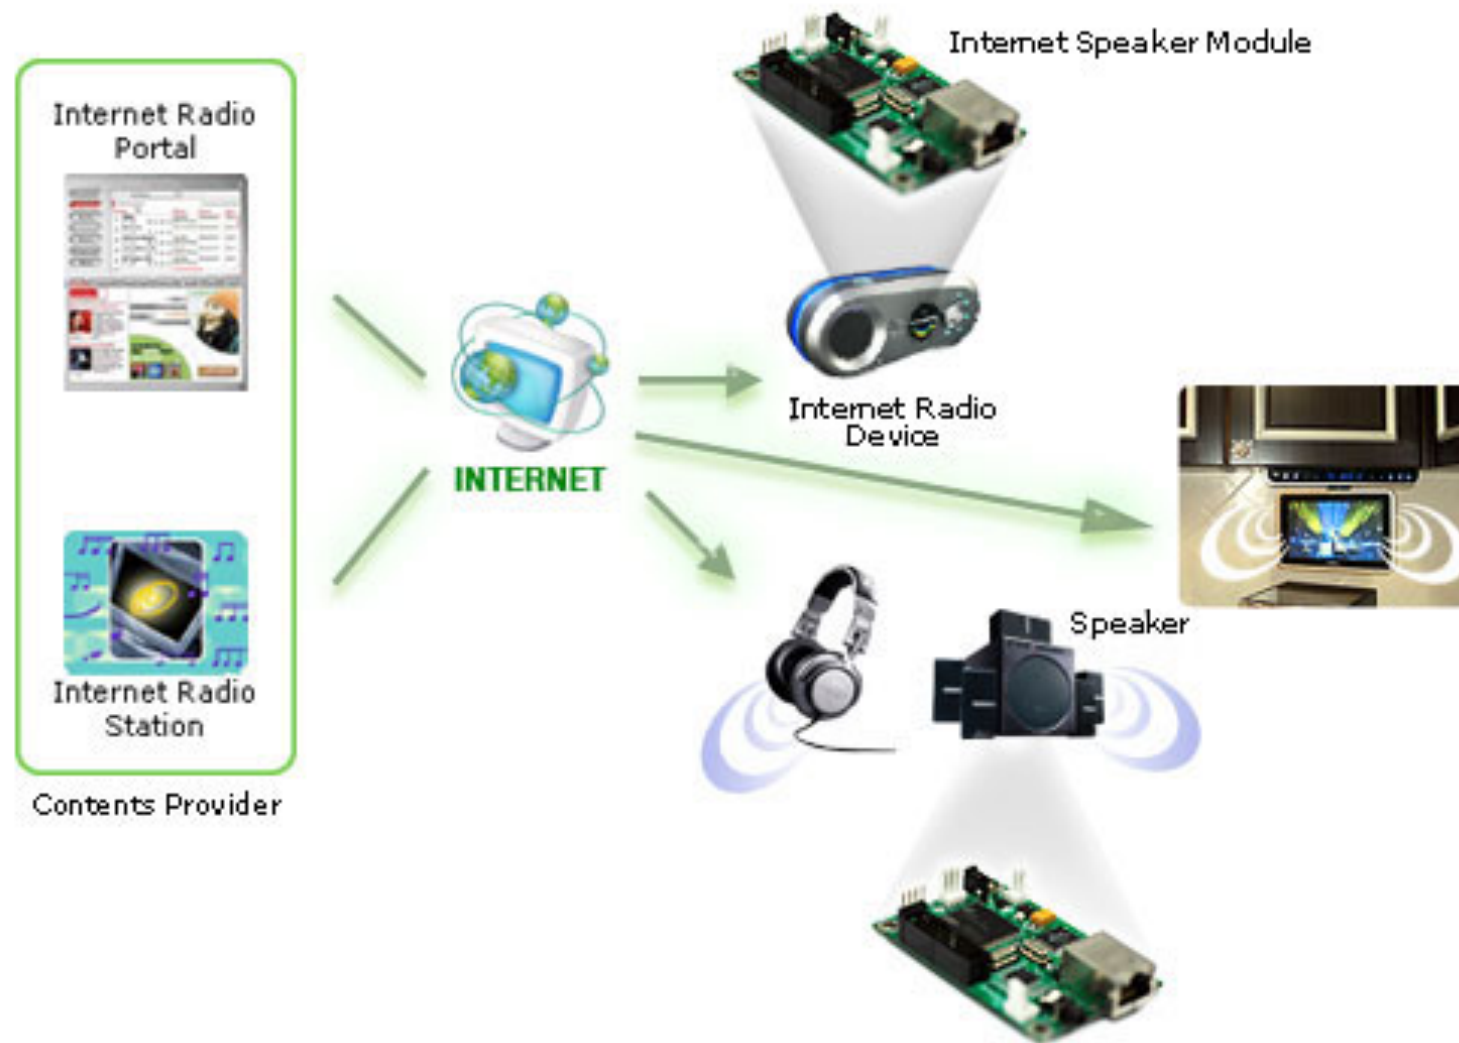 Internet Speaker Module
Internet Radio
Portal
INTERNET
Internet Radio
Device
Speaker
Internet Radio
Station
Contents Provider